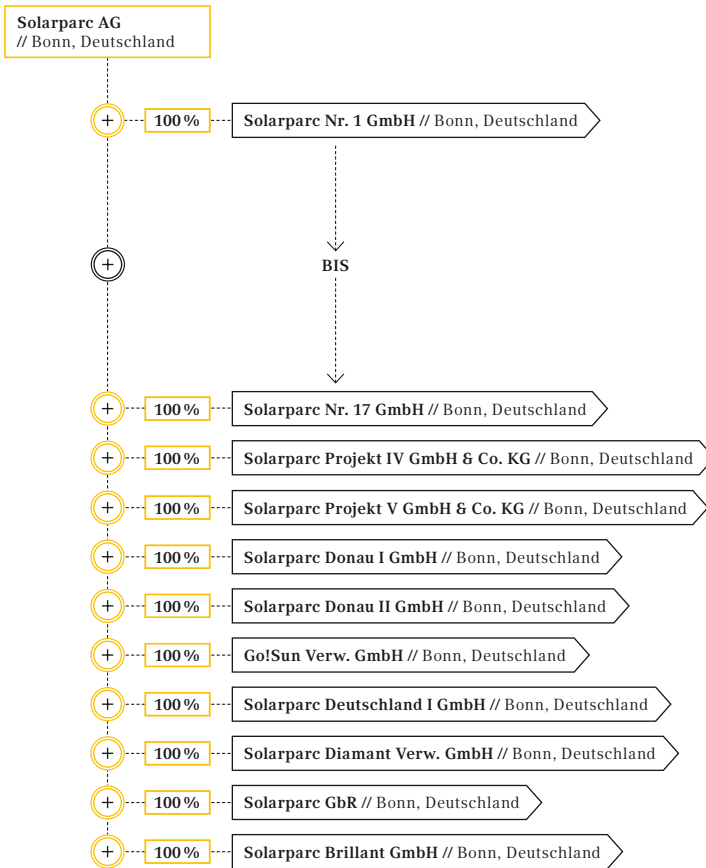 Solarparc AG
// Bonn, Deutschland
+ 100 % Solarparc Nr. 1 GmbH // Bonn, Deutschland
+ BIS
+ 100 % Solarparc Nr. 17 GmbH // Bonn, Deutschland
+ 100 % Solarparc Projekt IV GmbH & Co. KG // Bonn, Deutschland
+ 100 % Solarparc Projekt V GmbH & Co. KG // Bonn, Deutschland
+ 100 % Solarparc Donau I GmbH // Bonn, Deutschland
+ 100 % Solarparc Donau II GmbH // Bonn, Deutschland
+ 100 % Go!Sun Verw. GmbH // Bonn, Deutschland
+ 100 % Solarparc Deutschland I GmbH // Bonn, Deutschland
+ 100 % Solarparc Diamant Verw. GmbH // Bonn, Deutschland
+ 100 % Solarparc GbR // Bonn, Deutschland
+ 100 % Solarparc Brillant GmbH // Bonn, Deutschland